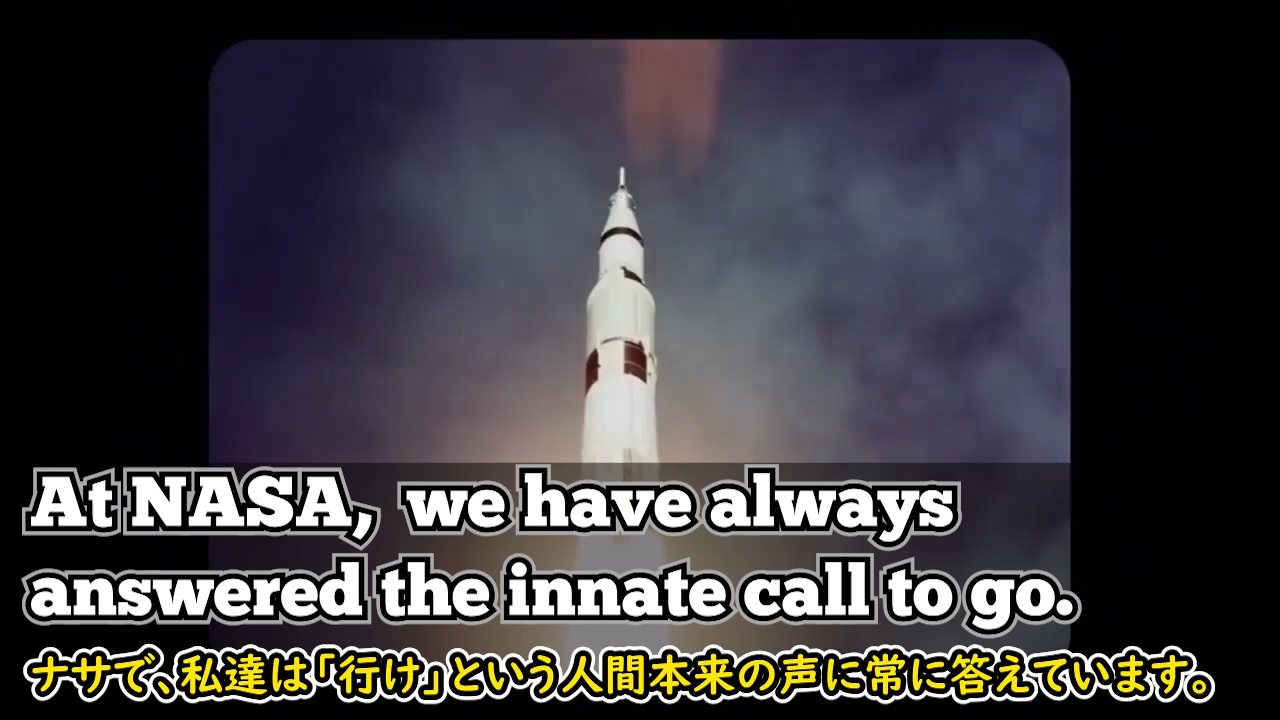 At NASA, we have always
answered the innate call to go.
ナサで、私達は「行け」という人間本来の声に常に答えています。